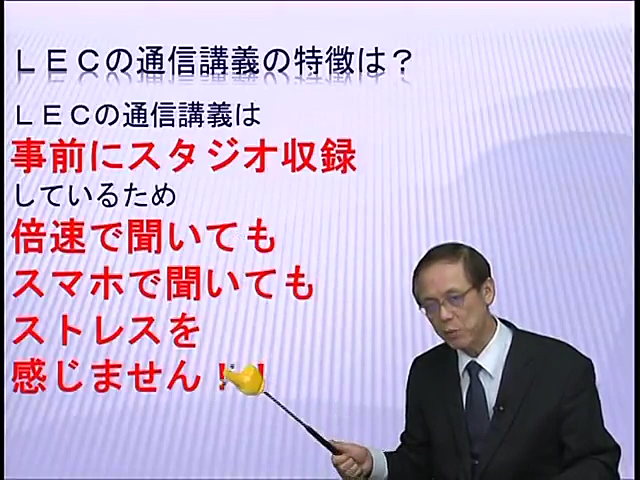 ＬＥＣの通信講義の特徴は？
ＬＥＣの通信講義は
事前にスタジオ収録
しているため
倍速で聞いても
スマホで聞いても
ストレスを
感じません！！